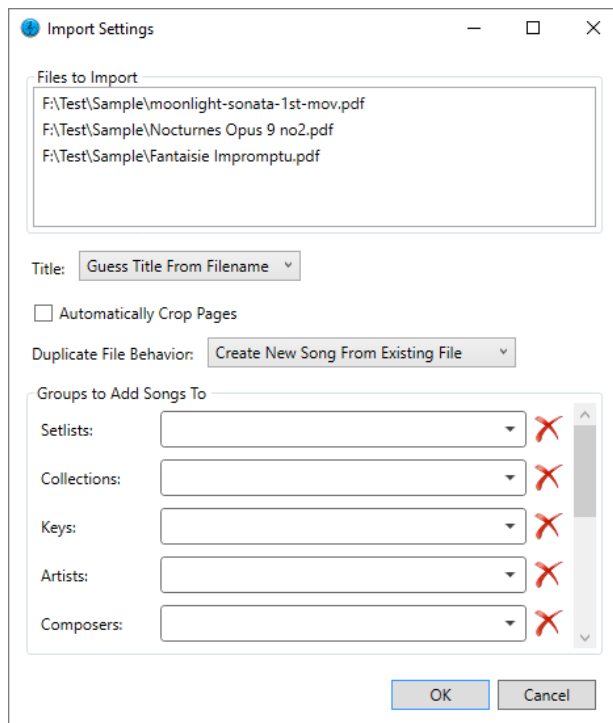 Import Settings
Files to Import
F:\Test\Sample\moonlight-sonata-1st-mov.pdf
F:\Test\Sample\Nocturnes Opus 9 no2.pdf
F:\Test\Sample\Fantaisie Impromptu.pdf
Title: Guess Title From Filename
Automatically Crop Pages
Duplicate File Behavior: Create New Song From Existing File
Groups to Add Songs To
Setlists:
Collections:
Keys:
Artists:
Composers:
OK Cancel